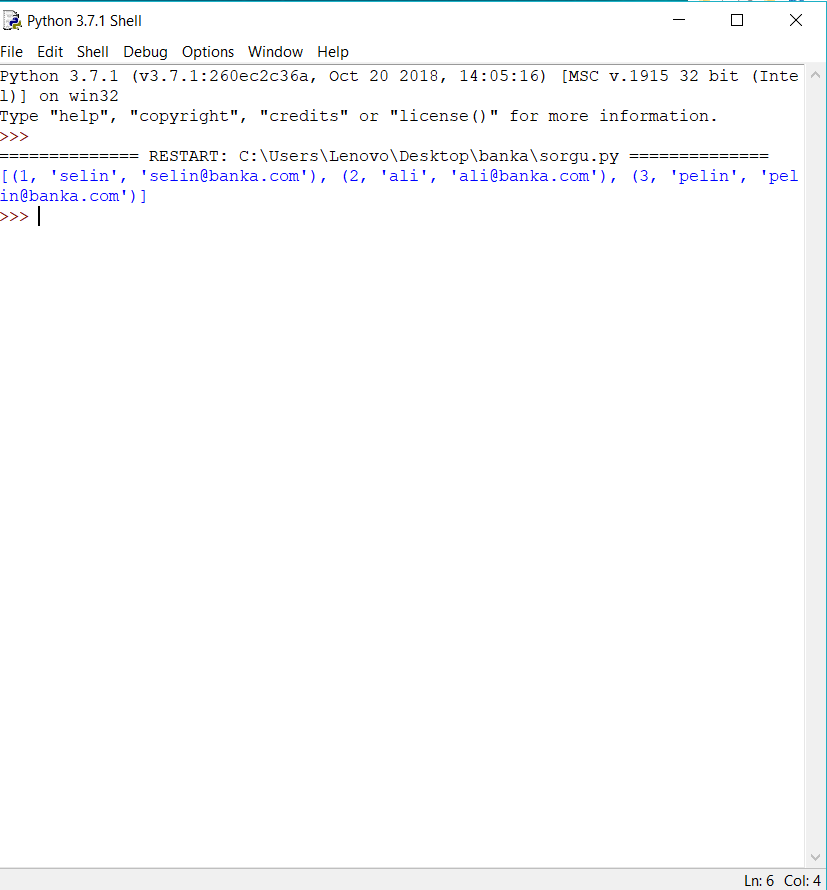 Python 3.7.1 Shell
File Edit Shell Debug Options Window Help
Python 3.7.1 (v3.7.1:260ec2c36a, Oct 20 2018, 14:05:16) [MSC v.1915 32 bit (Inte
l)] on win32
Type "help", "copyright", "credits" or "license()" for more information.
>>>
============== RESTART: C:\Users\Lenovo\Desktop\banka\sorgu.py ==============
[(1, 'selin', 'selin@banka.com'), (2, 'ali', 'ali@banka.com'), (3, 'pelin', 'pel
in@banka.com')]
>>>
Ln: 6 Col: 4